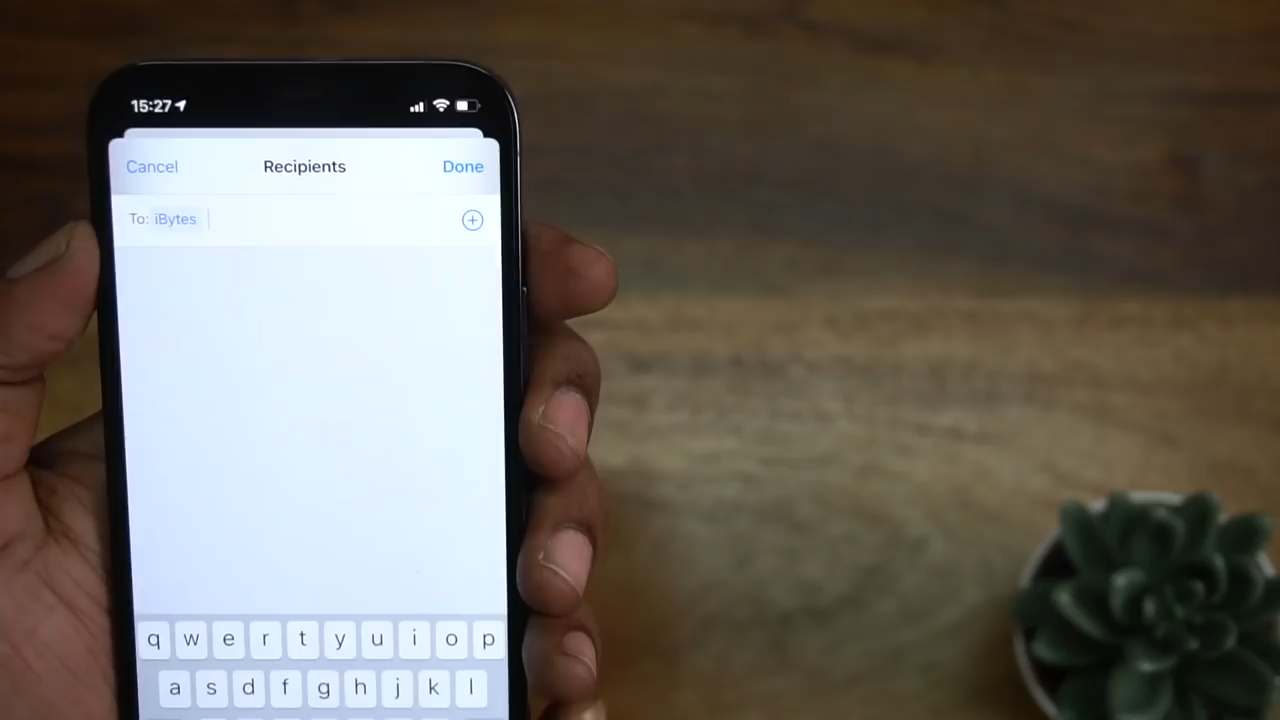 15:27
Cancel Recipients Done
To: iBytes
q w e r t y u i o p
a s d f g h j k l